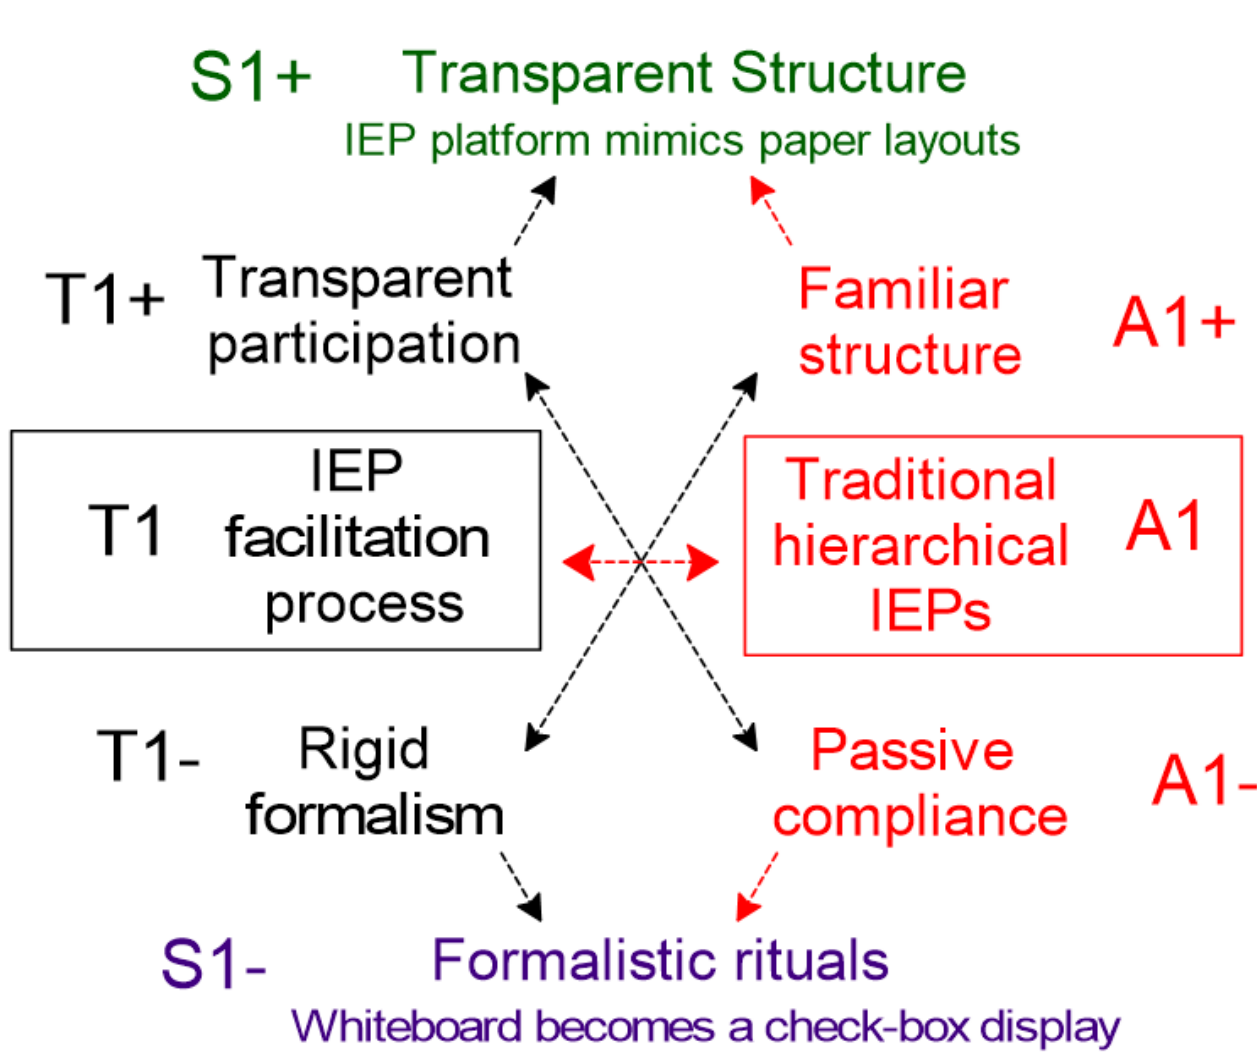 S1+ Transparent Structure
IEP platform mimics paper layouts
T1+ Transparent
participation
Familiar
structure
A1+
T1 IEP
facilitation
process
Traditional
hierarchical
IEPs
A1
T1- Rigid
formalism
Passive
compliance
A1-
S1- Formalistic rituals
Whiteboard becomes a check-box display